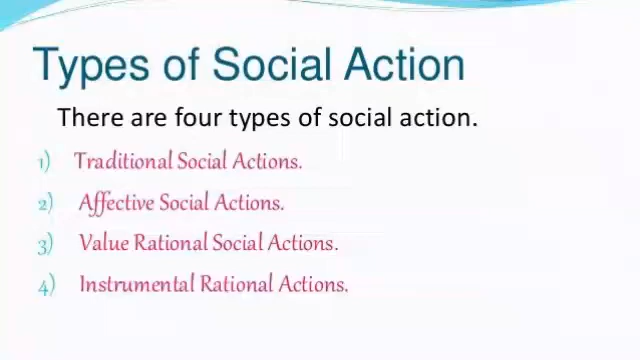 Types of Social Action
There are four types of social action.
1) Traditional Social Actions.
2) Affective Social Actions.
3) Value Rational Social Actions.
4) Instrumental Rational Actions.